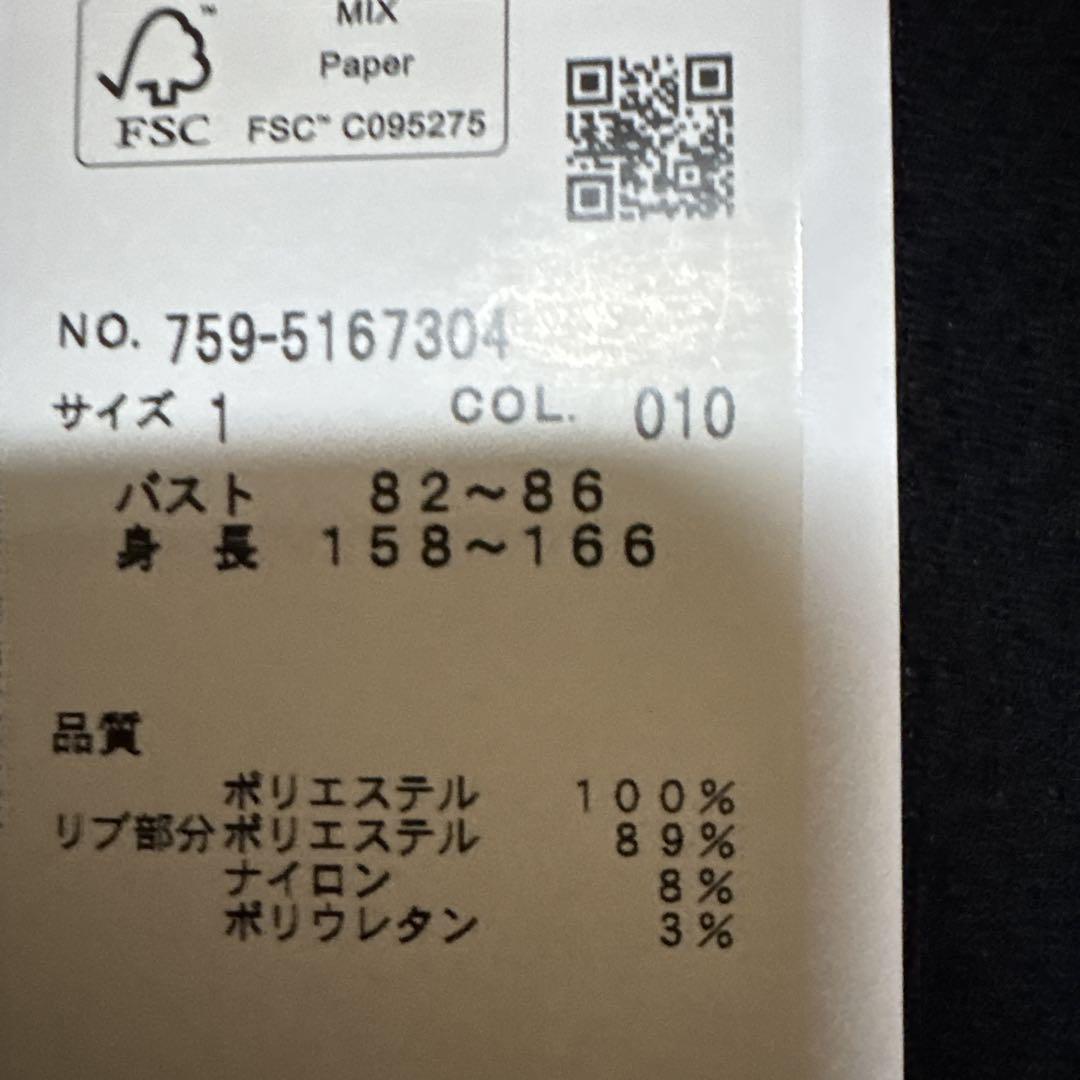 MIX
Paper
FSC™ C095275
FSC
NO. 759-5167304
サイズ 1 COL. 010
バスト 82～86
身 長 158～166
品質
ポリエステル 100%
リブ部分ポリエステル 89%
ナイロン 8%
ポリウレタン 3%